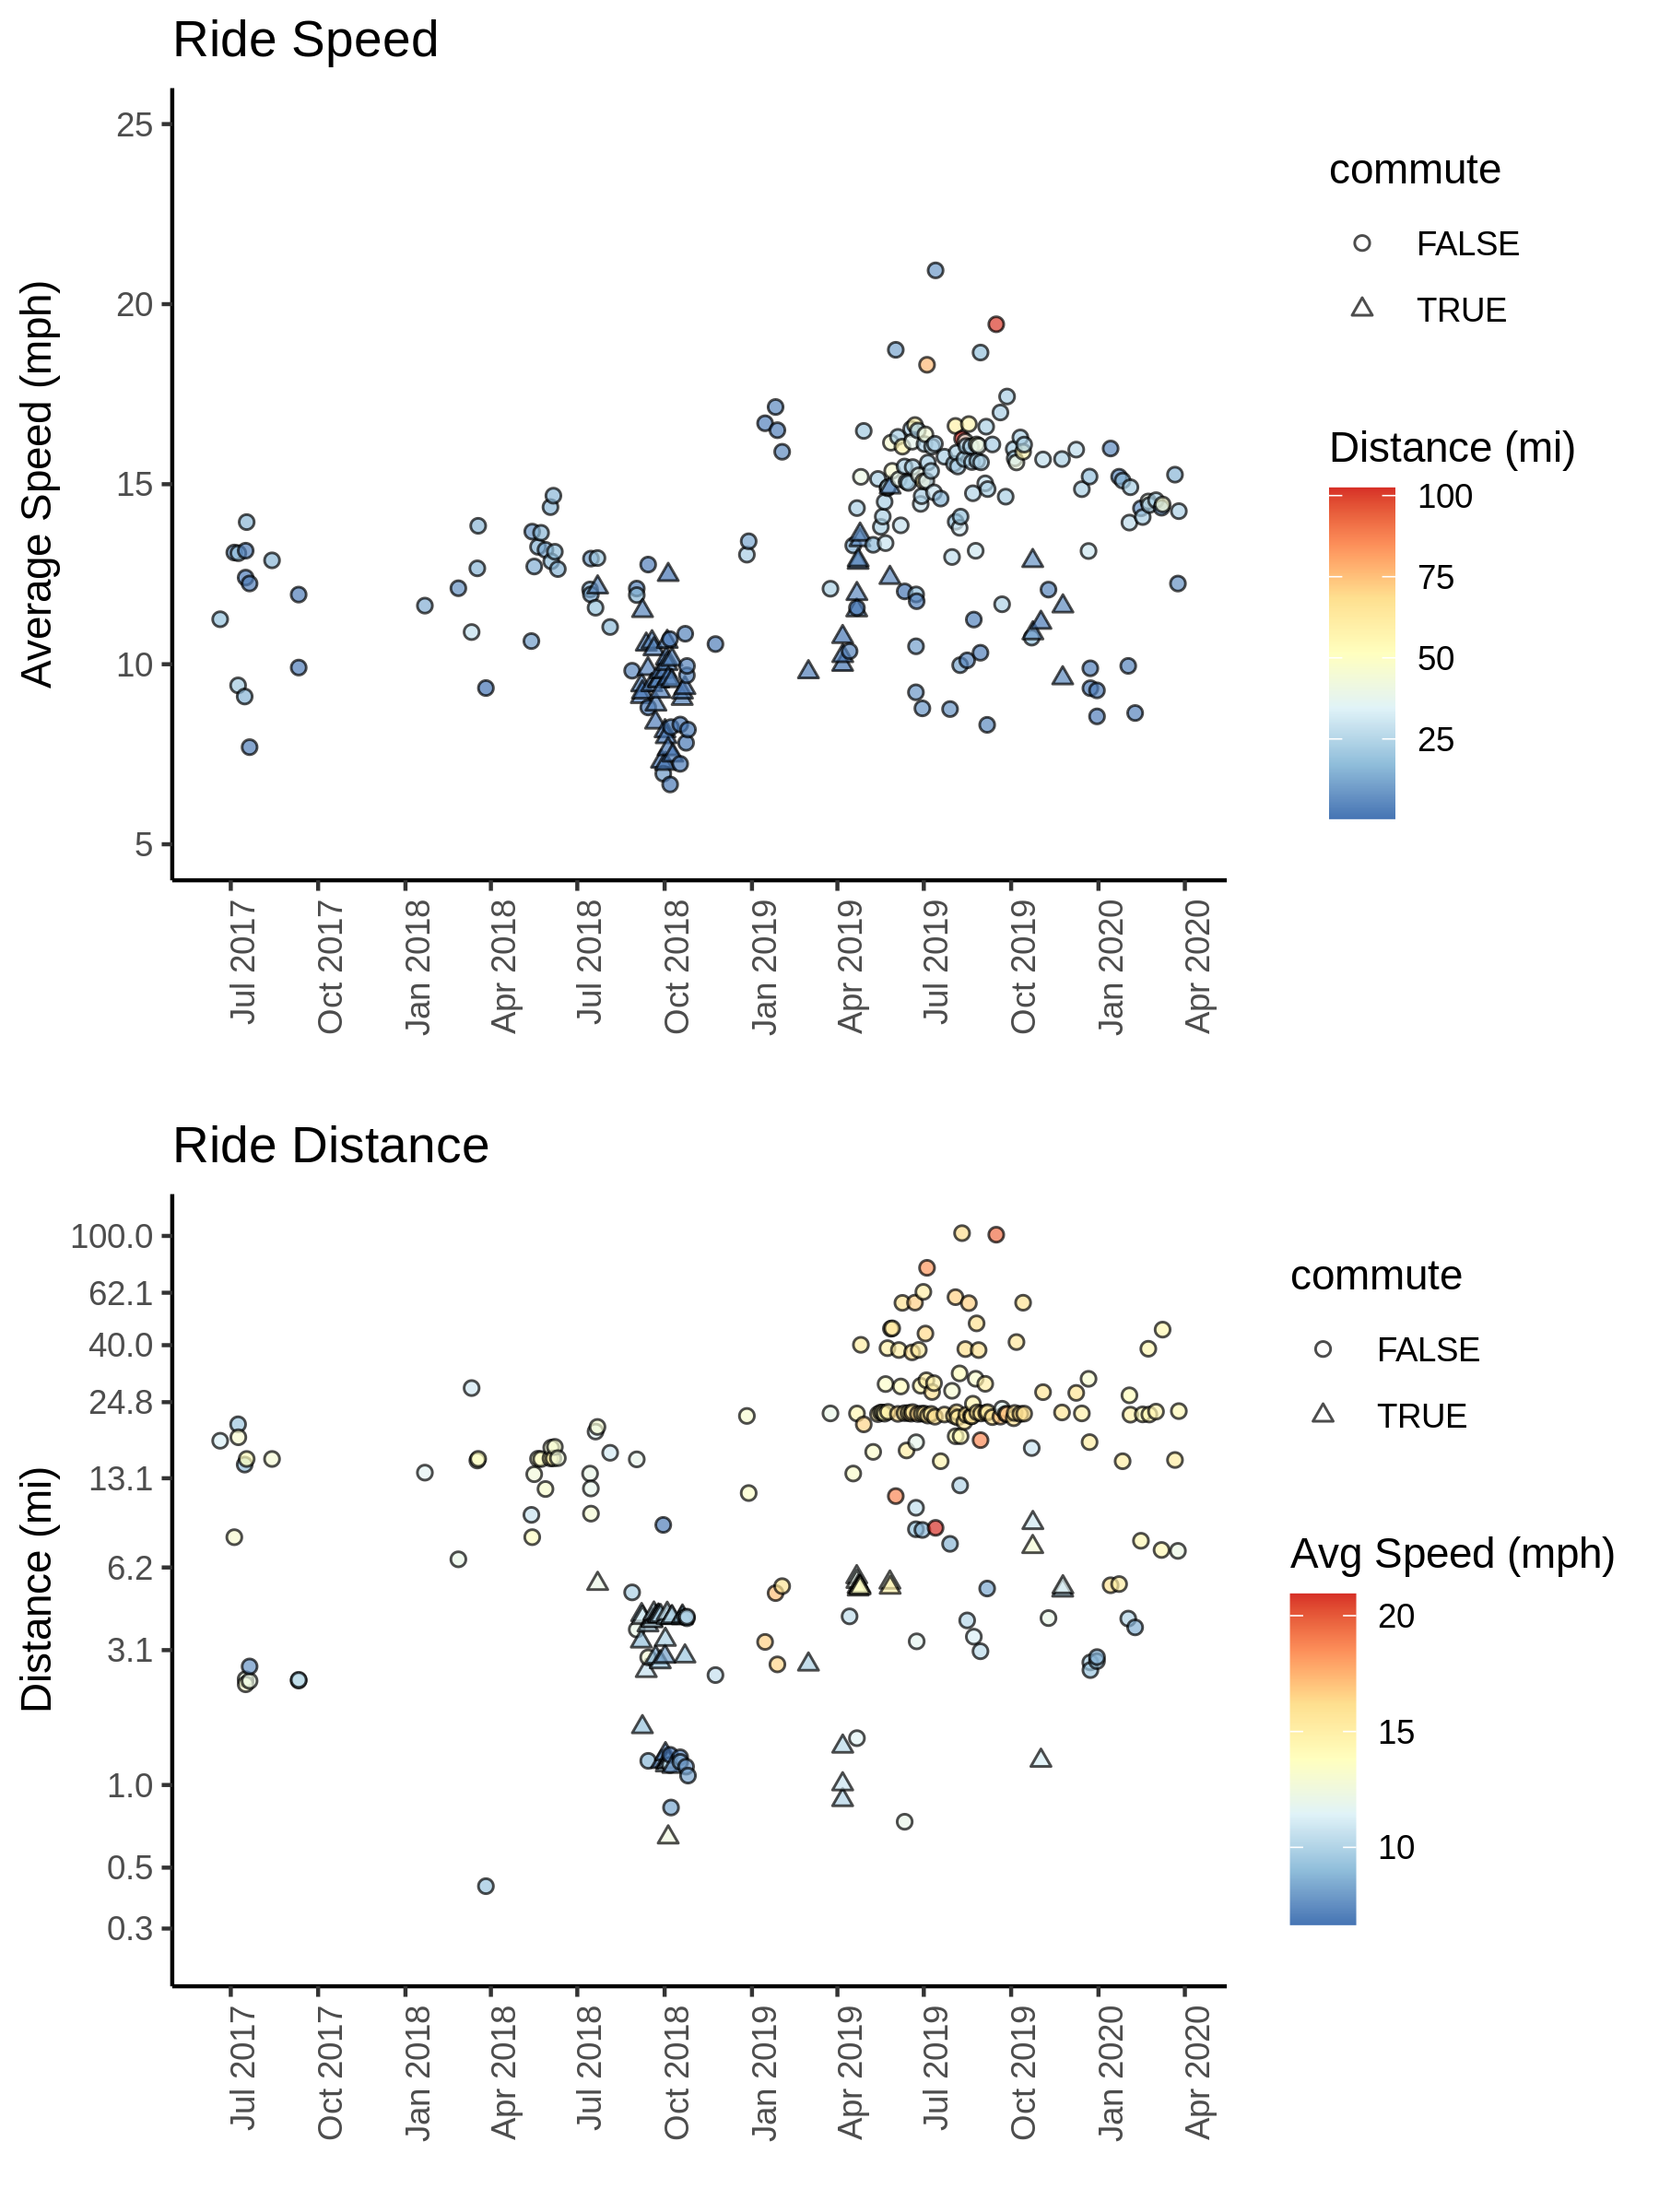 Ride Speed
Average Speed (mph)
25
20
15
10
5
Jul 2017
Oct 2017
Jan 2018
Apr 2018
Jul 2018
Oct 2018
Jan 2019
Apr 2019
Jul 2019
Oct 2019
Jan 2020
Apr 2020
commute
FALSE
TRUE
Distance (mi)
100
75
50
25
Ride Distance
Distance (mi)
100.0
62.1
40.0
24.8
13.1
6.2
3.1
1.0
0.5
0.3
Jul 2017
Oct 2017
Jan 2018
Apr 2018
Jul 2018
Oct 2018
Jan 2019
Apr 2019
Jul 2019
Oct 2019
Jan 2020
Apr 2020
commute
FALSE
TRUE
Avg Speed (mph)
20
15
10